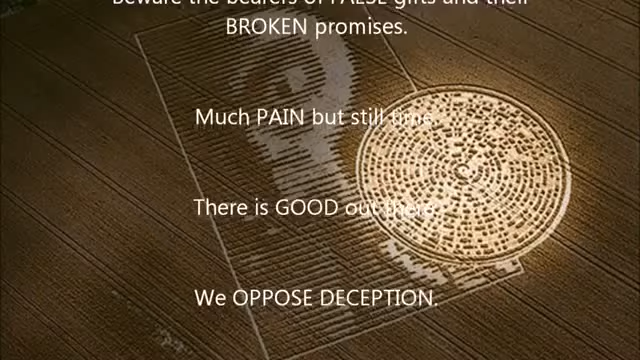 Beware the bearers of FALSE gifts and their
BROKEN promises.
Much PAIN but still time.
There is GOOD out there.
We OPPOSE DECEPTION.